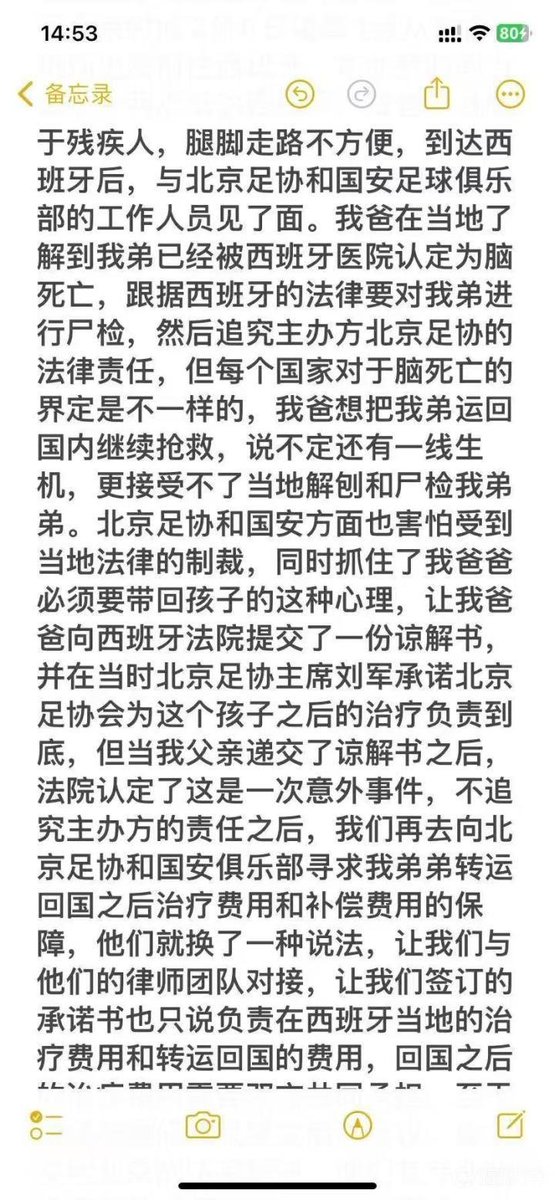 14:53
80
备忘录
于残疾人，腿脚走路不方便，到达西
班牙后，与北京足协和国安足球俱乐
部的工作人员见了面。我爸在当地了
解到我弟已经被西班牙医院认定为脑
死亡，跟据西班牙的法律要对我弟进
行尸检，然后追究主办方北京足协的
法律责任，但每个国家对于脑死亡的
界定是不一样的，我爸想把我弟运回
国内继续抢救，说不定还有一线生
机，更接受不了当地解刨和尸检我弟
弟。北京足协和国安方面也害怕受到
当地法律的制裁，同时抓住了我爸爸
必须要带回孩子的这种心理，让我爸
爸向西班牙法院提交了一份谅解书，
并在当时北京足协主席刘军承诺北京
足协会为这个孩子之后的治疗负责到
底，但当我父亲递交了谅解书之后，
法院认定了这是一次意外事件，不追
究主办方的责任之后，我们再去向北
京足协和国安俱乐部寻求我弟弟转运
回国之后治疗费用和补偿费用的保
障，他们就换了一种说法，让我们与
他们的律师团队对接，让我们签订的
承诺书也只说负责在西班牙当地的治
疗费用和转运回国的费用，回国之后
的治疗费用需要双方共同承担，至于